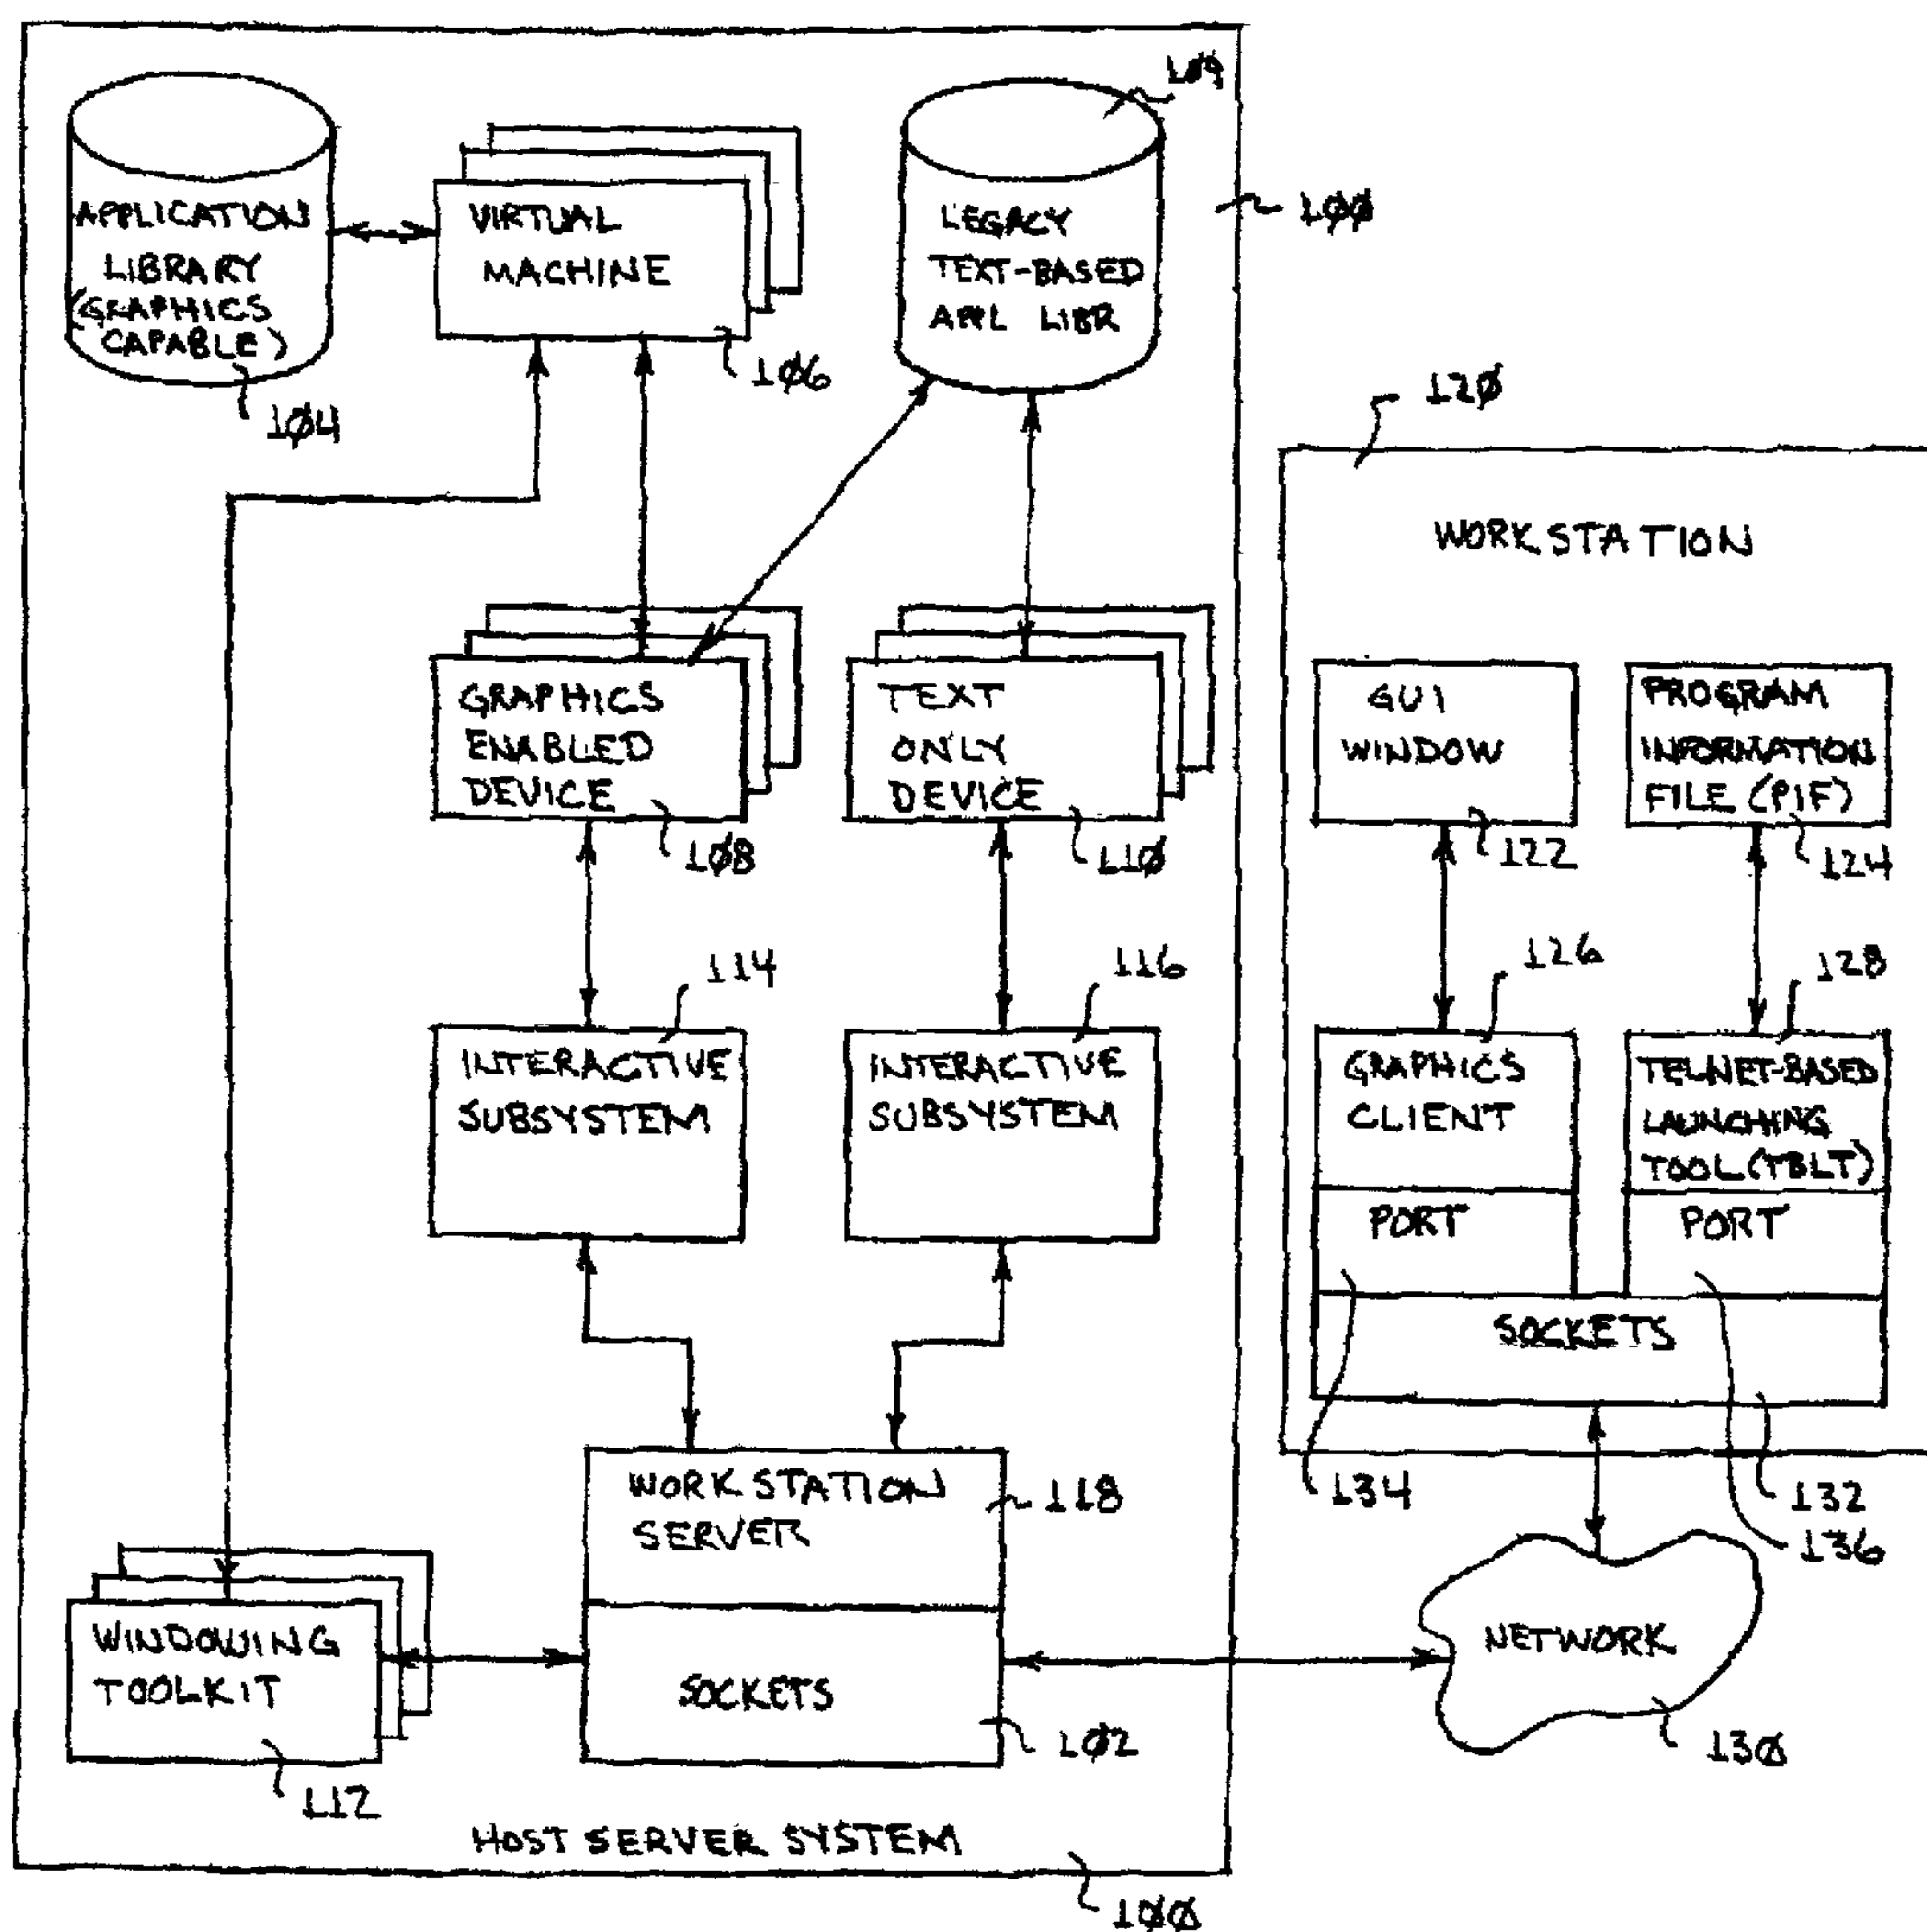 109
APPLICATION
LIBRARY
(GRAPHICS
CAPABLE)
104
VIRTUAL
MACHINE
106
LEGACY
TEXT-BASED
APPL LIBR
100
120
WORKSTATION
GRAPHICS
ENABLED
DEVICE
108
TEXT
ONLY
DEVICE
110
GUI
WINDOW
122
PROGRAM
INFORMATION
FILE (PIF)
124
114
INTERACTIVE
SUBSYSTEM
116
INTERACTIVE
SUBSYSTEM
126
GRAPHICS
CLIENT
PORT
128
TELNET-BASED
LAUNCHING
TOOL (TBLT)
PORT
SOCKETS
134
132
136
WORKSTATION
SERVER
118
SOCKETS
102
WINDOWING
TOOLKIT
112
NETWORK
130
HOST SERVER SYSTEM
100